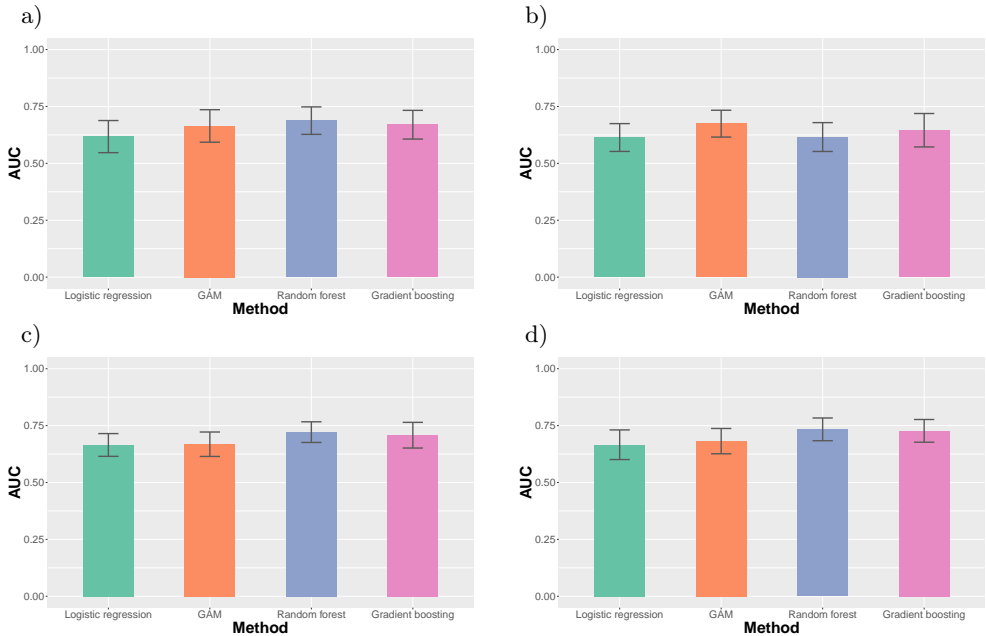 a)
1.00
0.75
0.50
0.25
0.00
AUC
Logistic regression GAM Random forest Gradient boosting
Method
b)
1.00
0.75
0.50
0.25
0.00
AUC
Logistic regression GAM Random forest Gradient boosting
Method
c)
1.00
0.75
0.50
0.25
0.00
AUC
Logistic regression GAM Random forest Gradient boosting
Method
d)
1.00
0.75
0.50
0.25
0.00
AUC
Logistic regression GAM Random forest Gradient boosting
Method